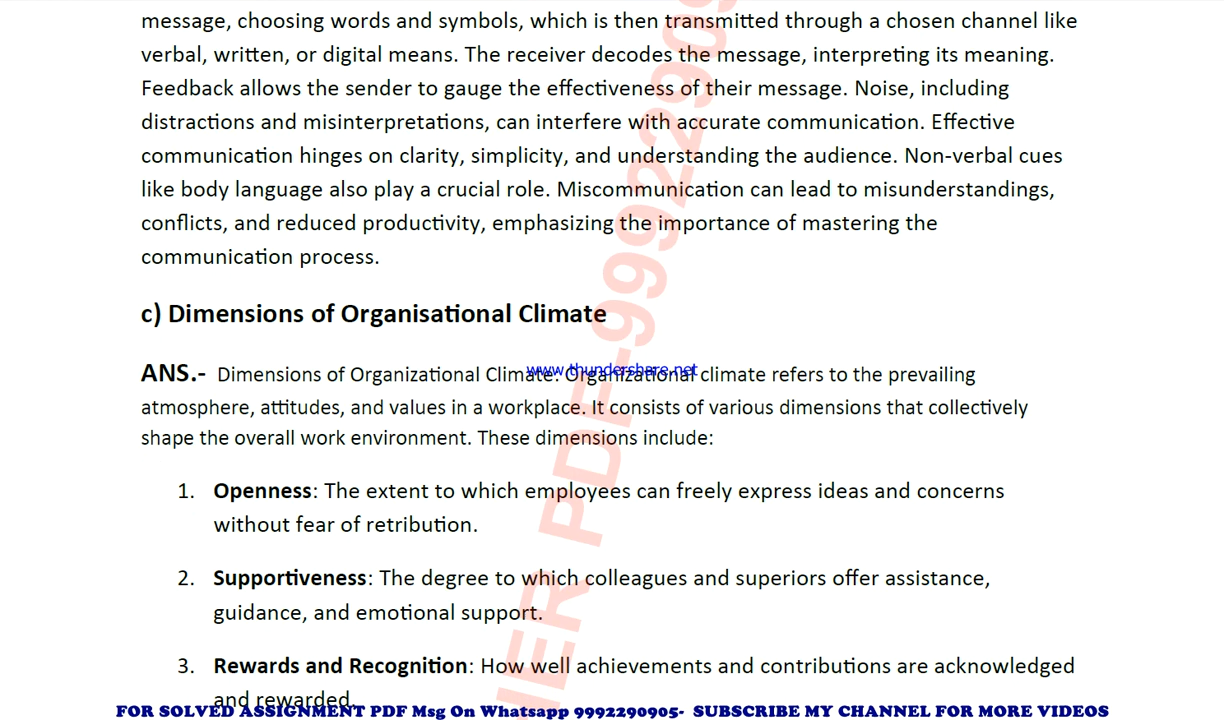 message, choosing words and symbols, which is then transmitted through a chosen channel like
verbal, written, or digital means. The receiver decodes the message, interpreting its meaning.
Feedback allows the sender to gauge the effectiveness of their message. Noise, including
distractions and misinterpretations, can interfere with accurate communication. Effective
communication hinges on clarity, simplicity, and understanding the audience. Non-verbal cues
like body language also play a crucial role. Miscommunication can lead to misunderstandings,
conflicts, and reduced productivity, emphasizing the importance of mastering the
communication process.
c) Dimensions of Organisational Climate
ANS.- Dimensions of Organizational Climate: Organizational climate refers to the prevailing
www.thundershare.net
atmosphere, attitudes, and values in a workplace. It consists of various dimensions that collectively
shape the overall work environment. These dimensions include:
1. Openness: The extent to which employees can freely express ideas and concerns
without fear of retribution.
2. Supportiveness: The degree to which colleagues and superiors offer assistance,
guidance, and emotional support.
3. Rewards and Recognition: How well achievements and contributions are acknowledged
and rewarded.
FOR SOLVED ASSIGNMENT PDF Msg On Whatsapp 9992290905- SUBSCRIBE MY CHANNEL FOR MORE VIDEOS
PDF-999229